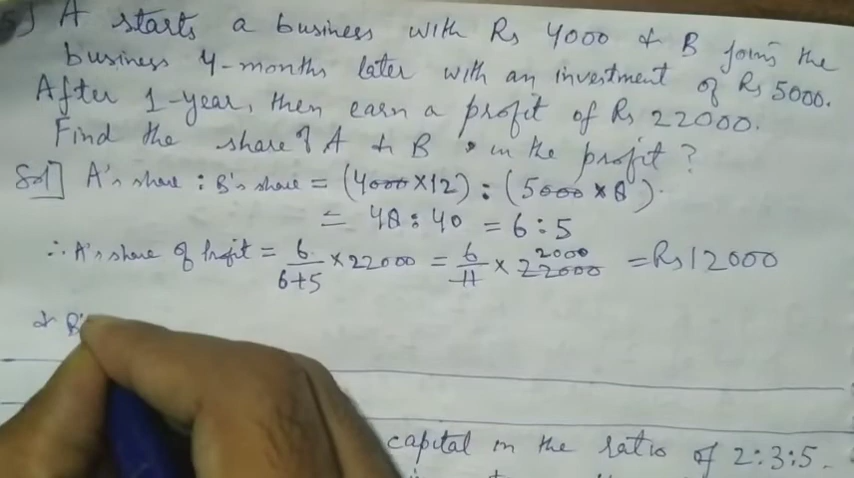 5] A starts a business with Rs 4000 & B joins the
business 4-months later with an investment of Rs 5000.
After 1-year, then earn a profit of Rs 22000.
Find the share of A & B in the profit?
Sol] A's share : B's share = (4000 × 12) : (5000 × 8).
= 48 : 40 = 6 : 5
∴ A's share of profit = 6/6+5 × 22000 = 6/11 × 22000 2000 = Rs 12000
& B's
capital in the ratio of 2:3:5.